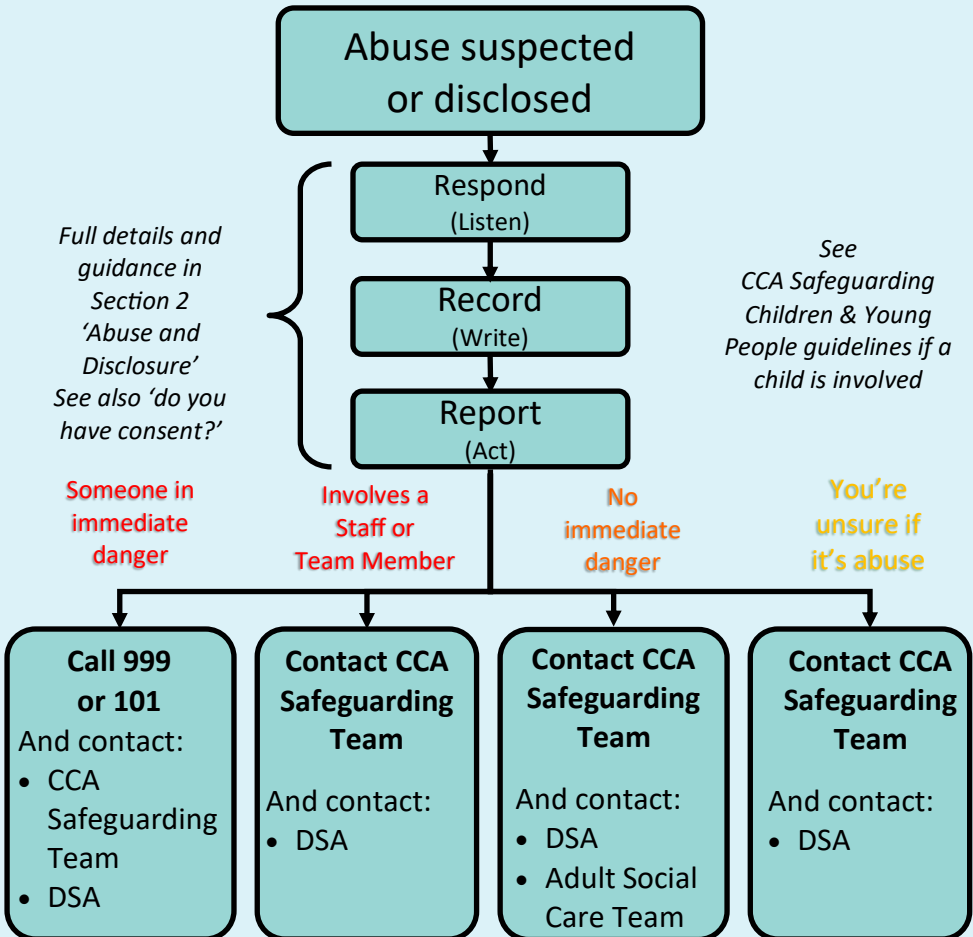 Abuse suspected
or disclosed
Respond
(Listen)
Record
(Write)
Report
(Act)
Full details and
guidance in
Section 2
‘Abuse and
Disclosure’
See also ‘do you
have consent?’
See
CCA Safeguarding
Children & Young
People guidelines if a
child is involved
Someone in
immediate
danger
Involves a
Staff or
Team Member
No
immediate
danger
You’re
unsure if
it’s abuse
Call 999
or 101
And contact:
• CCA
Safeguarding
Team
• DSA
Contact CCA
Safeguarding
Team
And contact:
• DSA
Contact CCA
Safeguarding
Team
And contact:
• DSA
• Adult Social
Care Team
Contact CCA
Safeguarding
Team
And contact:
• DSA